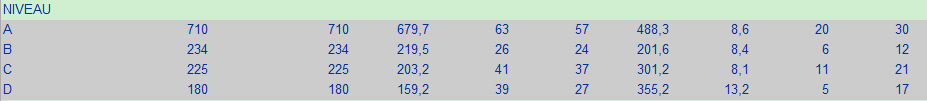 NIVEAU
A 710 710 679,7 63 57 488,3 8,6 20 30
B 234 234 219,5 26 24 201,6 8,4 6 12
C 225 225 203,2 41 37 301,2 8,1 11 21
D 180 180 159,2 39 27 355,2 13,2 5 17